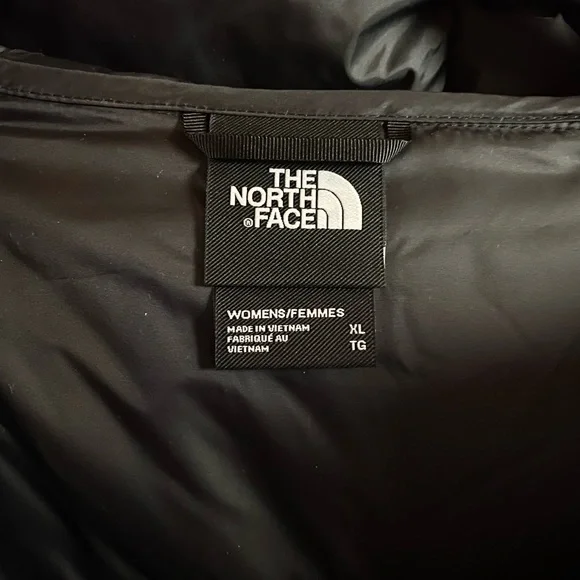 THE
NORTH
®FACE
WOMENS/FEMMES
MADE IN VIETNAM XL
FABRIQUÉ AU TG
VIETNAM